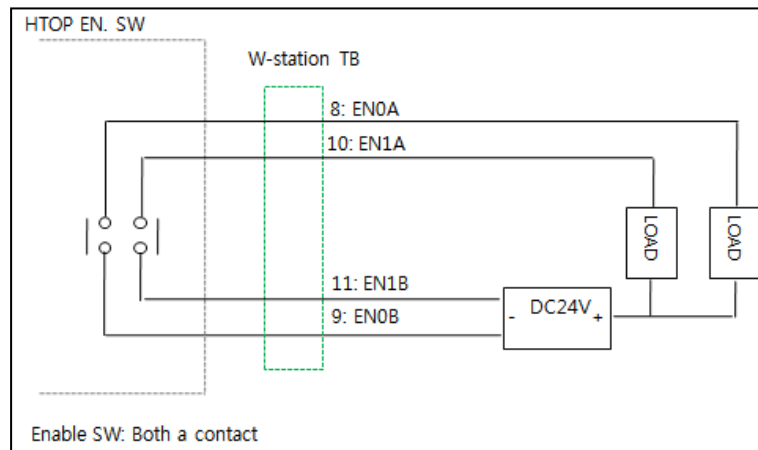 HTOP EN. SW
W-station TB
8: EN0A
10: EN1A
LOAD
LOAD
11: EN1B
- DC24V +
9: EN0B
Enable SW: Both a contact